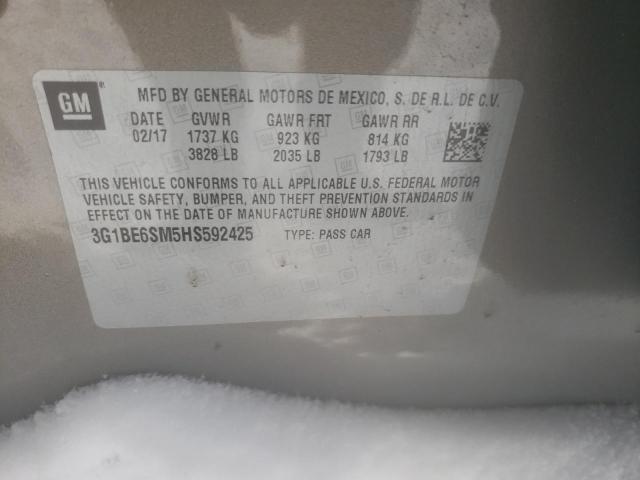 GM
MFD BY GENERAL MOTORS DE MEXICO, S. DE R.L. DE C.V.
DATE GVWR GAWR FRT GAWR RR
02/17 1737 KG 923 KG 814 KG
3828 LB 2035 LB 1793 LB
THIS VEHICLE CONFORMS TO ALL APPLICABLE U.S. FEDERAL MOTOR
VEHICLE SAFETY, BUMPER, AND THEFT PREVENTION STANDARDS IN
EFFECT ON THE DATE OF MANUFACTURE SHOWN ABOVE.
3G1BE6SM5HS592425 TYPE: PASS CAR